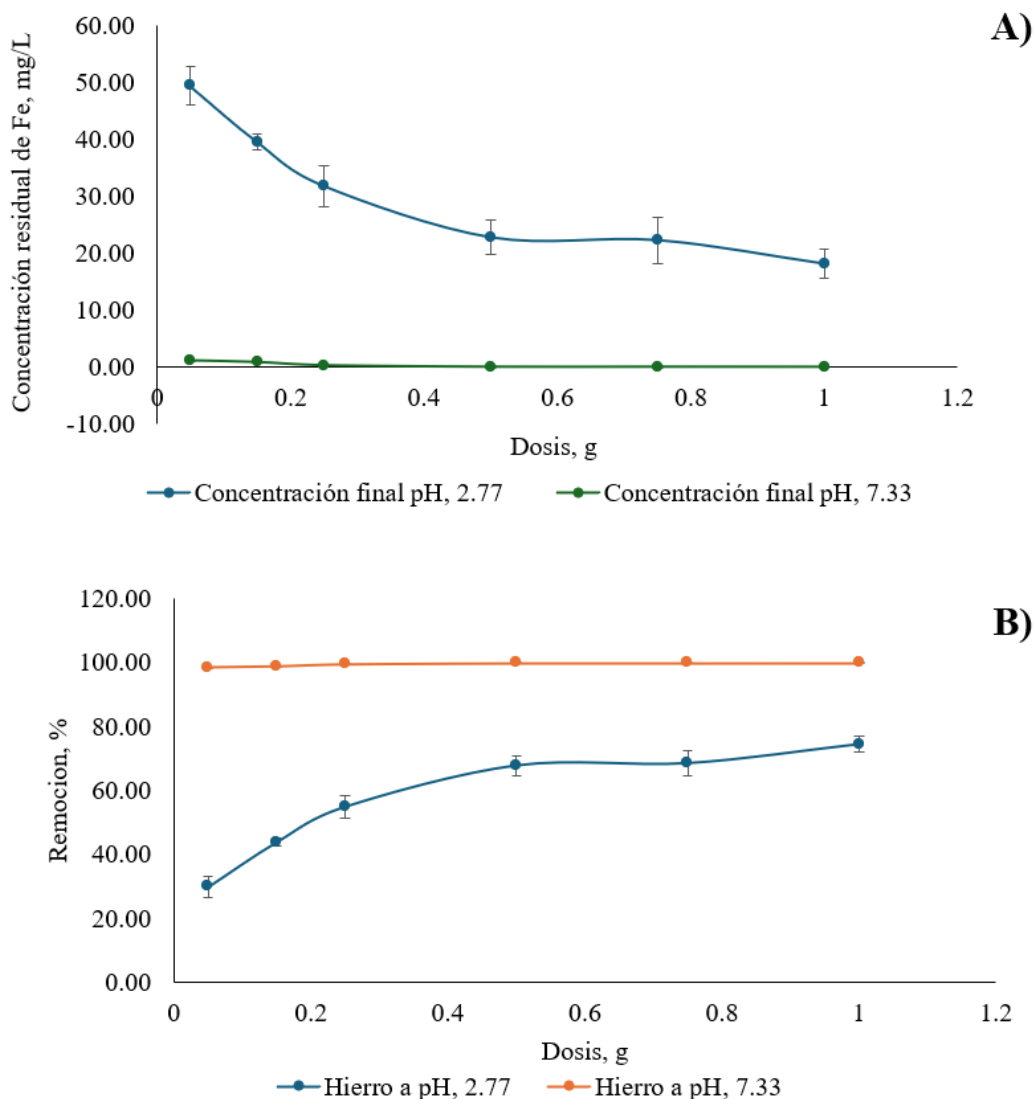 A)
Concentración residual de Fe, mg/L
60.00
50.00
40.00
30.00
20.00
10.00
0.00
-10.00
0 0.2 0.4 0.6 0.8 1 1.2
Dosis, g
Concentración final pH, 2.77 Concentración final pH, 7.33
B)
Remocion, %
120.00
100.00
80.00
60.00
40.00
20.00
0.00
0 0.2 0.4 0.6 0.8 1 1.2
Dosis, g
Hierro a pH, 2.77 Hierro a pH, 7.33